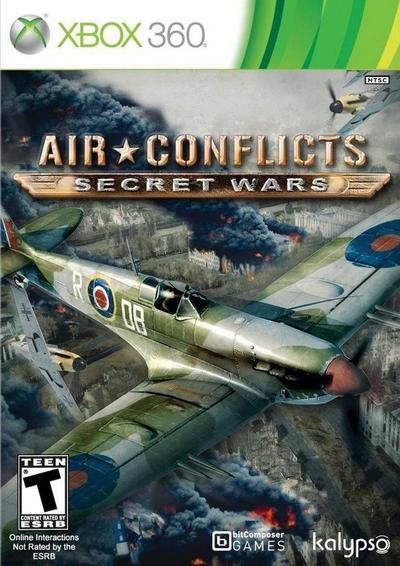 XBOX 360.
NTSC
AIR★CONFLICTS
SECRET WARS
R DB
TEEN
T
CONTENT RATED BY
ESRB
Online Interactions
Not Rated by the
ESRB
b bitComposer
GAMES
kalypso